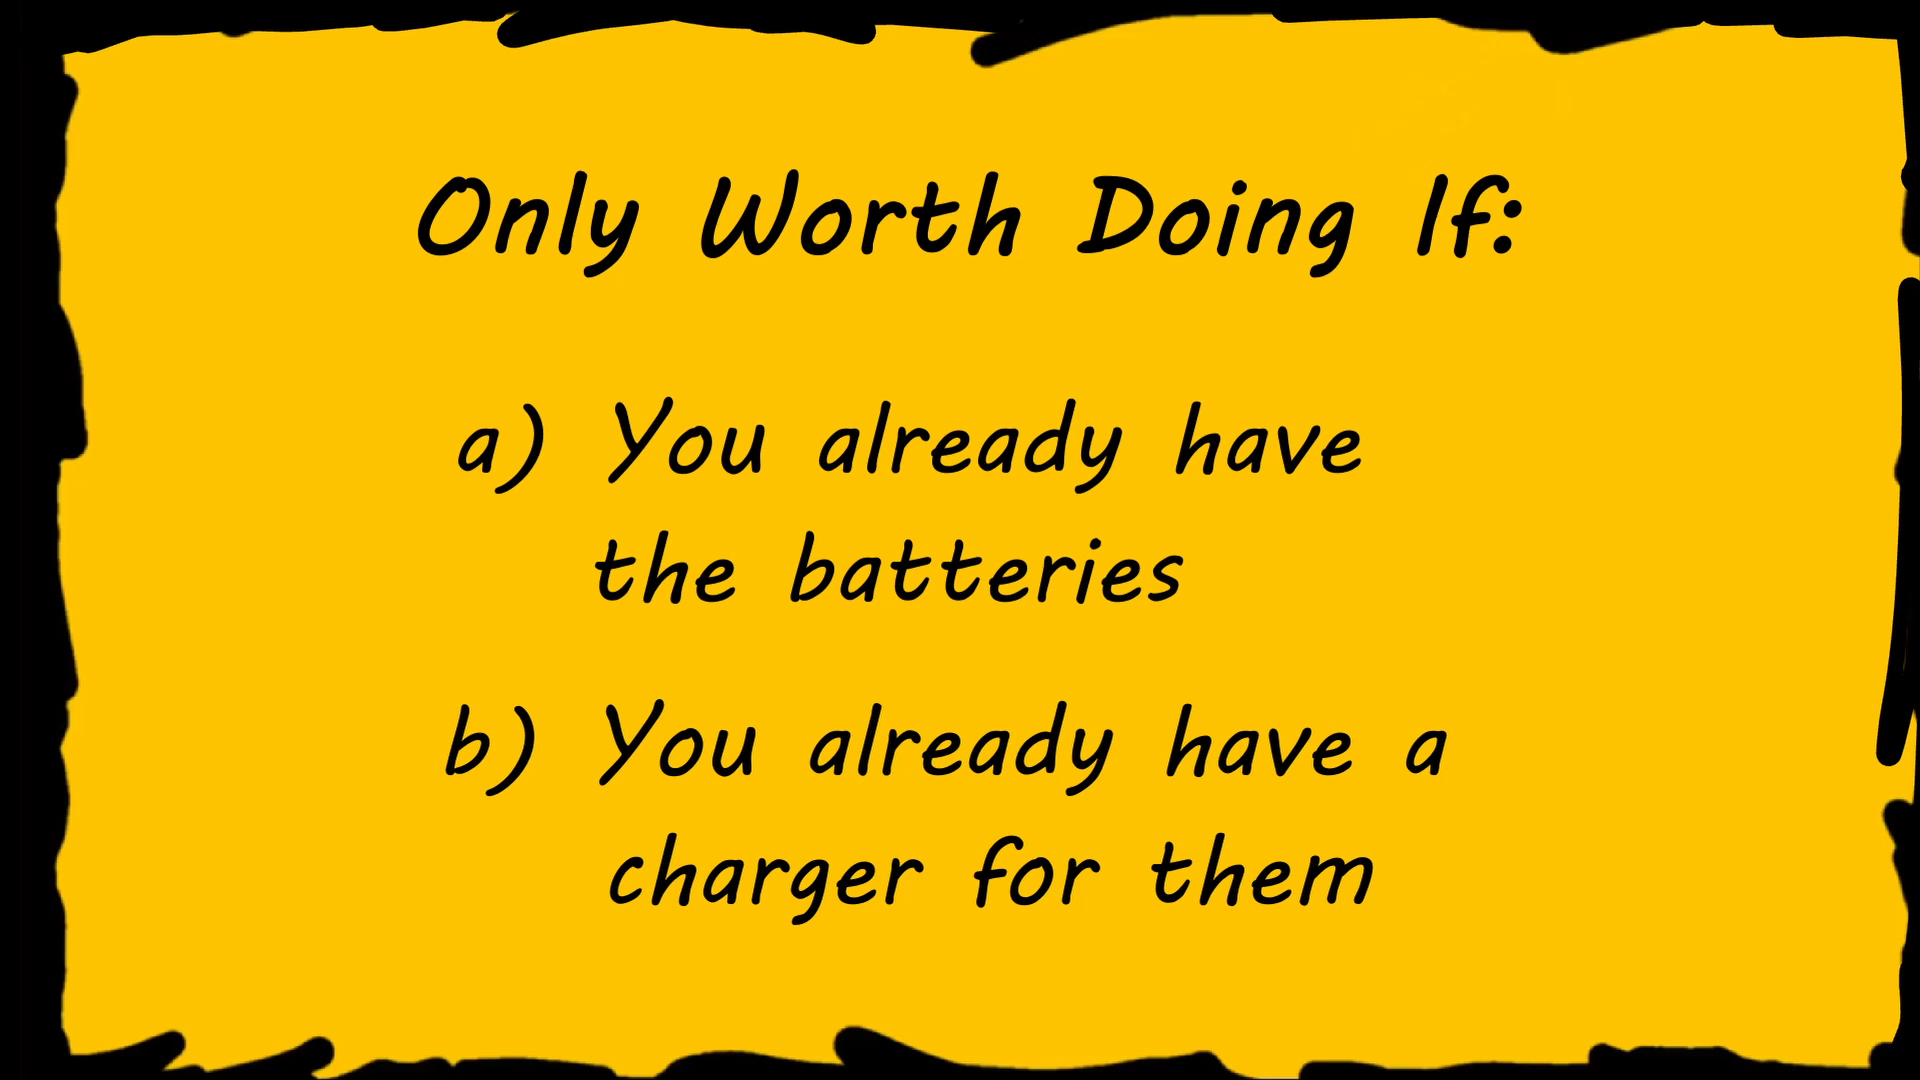 Only Worth Doing If:
a) You already have
the batteries
b) You already have a
charger for them